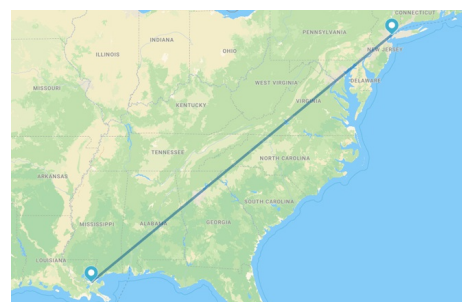 CONNECTICUT
PENNSYLVANIA
INDIANA
OHIO
ILLINOIS
NEW JERSEY
DELAWARE
WEST VIRGINIA
MISSOURI
VIRGINIA
KENTUCKY
TENNESSEE
NORTH CAROLINA
ARKANSAS
SOUTH CAROLINA
MISSISSIPPI
ALABAMA
GEORGIA
LOUISIANA